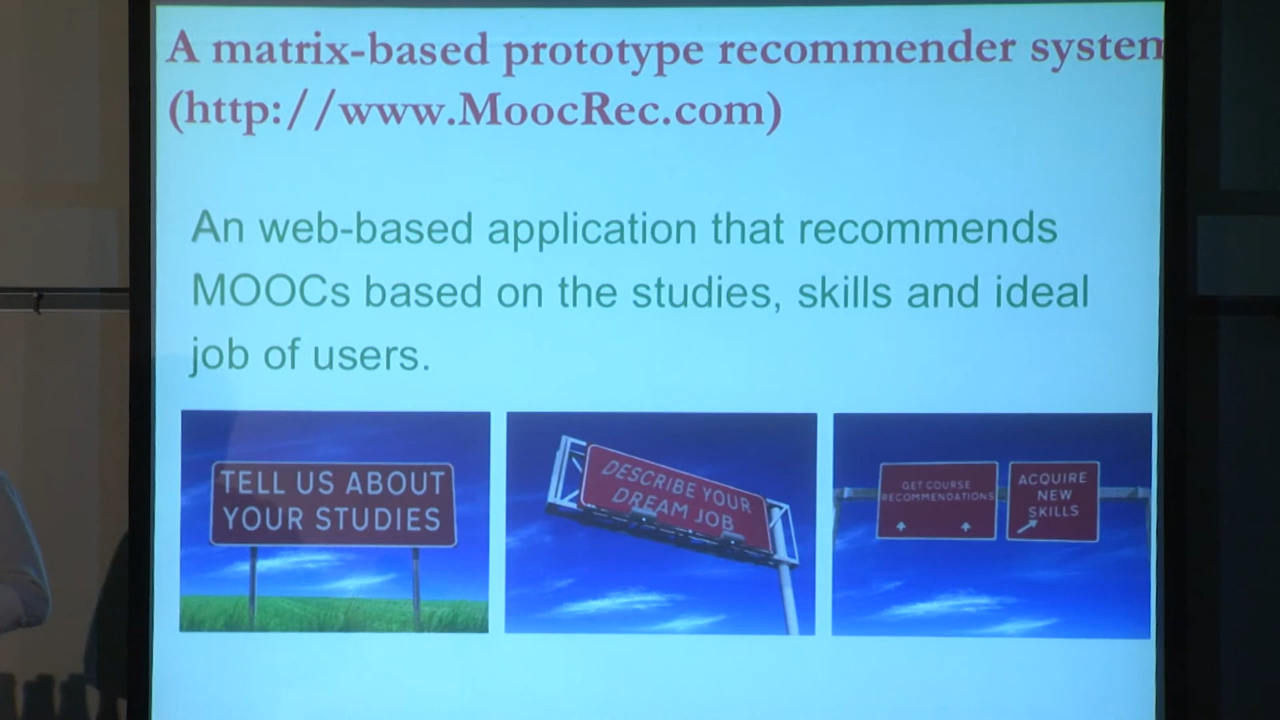 A matrix-based prototype recommender system
(http://www.MoocRec.com)
An web-based application that recommends
MOOCs based on the studies, skills and ideal
job of users.
TELL US ABOUT
YOUR STUDIES
DESCRIBE YOUR
DREAM JOB
GET COURSE
RECOMMENDATIONS
ACQUIRE
NEW
SKILLS